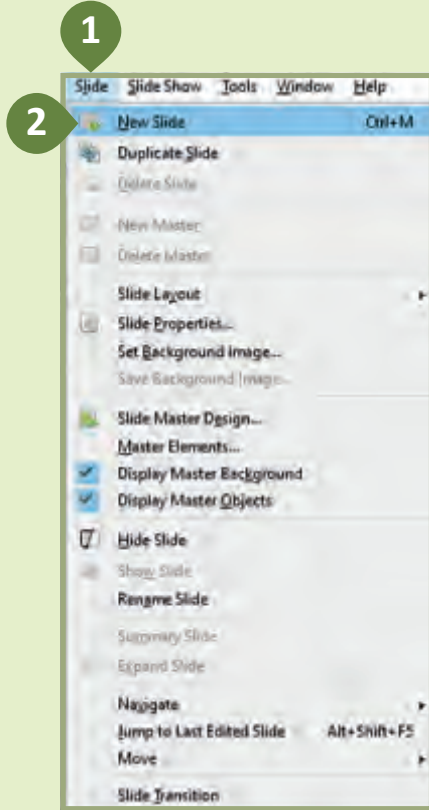 1
Slide Slide Show Tools Window Help
2
New Slide Ctrl+M
Duplicate Slide
Delete Slide
New Master
Delete Master
Slide Layout
Slide Properties...
Set Background Image...
Save Background Image...
Slide Master Design...
Master Elements...
Display Master Background
Display Master Objects
Hide Slide
Show Slide
Rename Slide
Summary Slide
Expand Slide
Navigate
Jump to Last Edited Slide Alt+Shift+F5
Move
Slide Transition